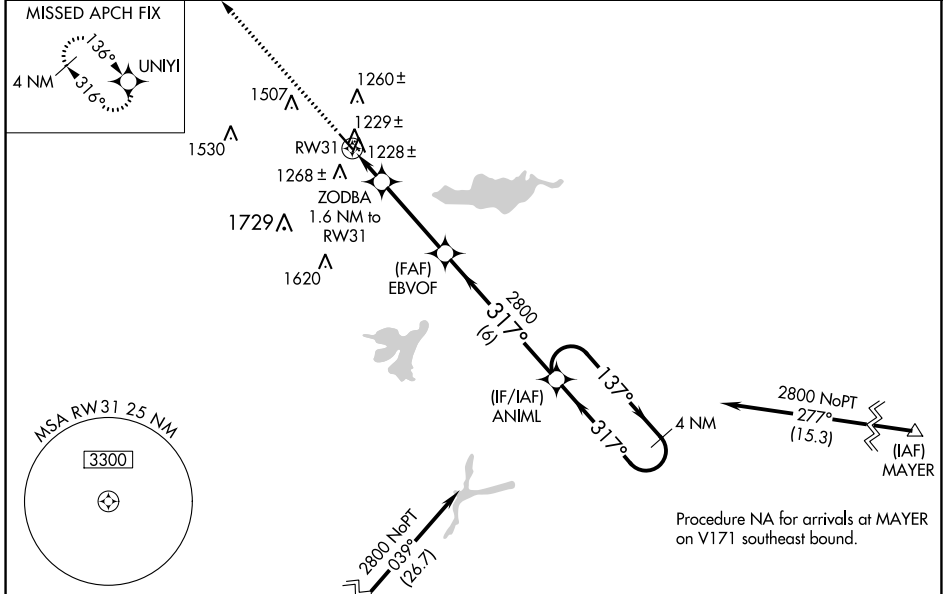 MISSED APCH FIX
136°
UNIYI
4 NM
316°
1260 ±
1507
1229 ±
1530
RW31
1228 ±
1268 ±
ZODBA
1.6 NM to
RW31
1729
(FAF)
EBVOF
1620
2800
317°
(6)
(IF/IAF)
ANIML
137°
317°
4 NM
2800 NoPT
277°
(15.3)
(IAF)
MAYER
MSA RW31 25 NM
3300
Procedure NA for arrivals at MAYER
on V171 southeast bound.
2800 NoPT
039°
(26.7)